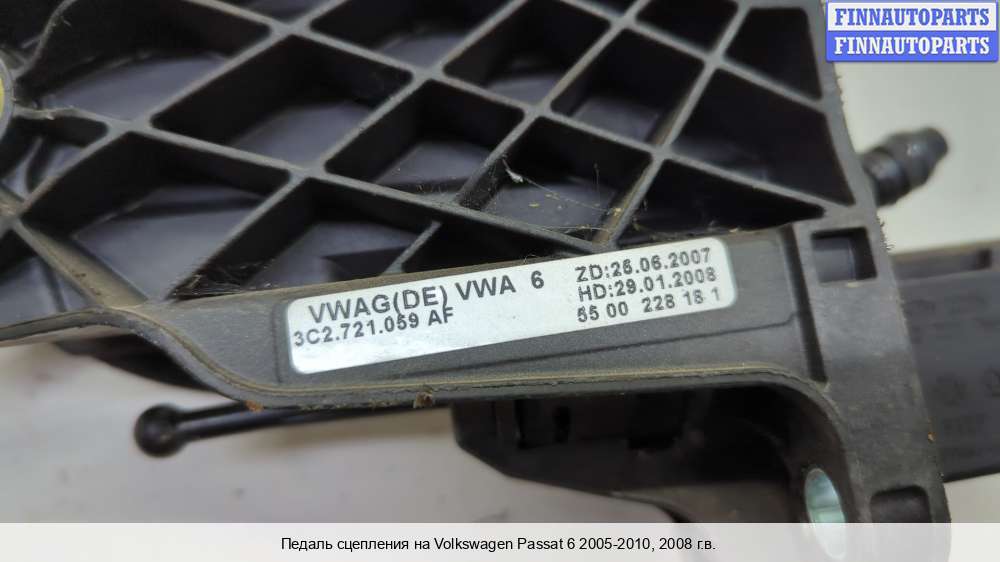 FINNAUTOPARTS
FINNAUTOPARTS
VWAG(DE) VWA 6
3C2.721.059 AF
ZD:26.06.2007
HD:29.01.2008
55 00 228 18 1
Педаль сцепления на Volkswagen Passat 6 2005-2010, 2008 г.в.